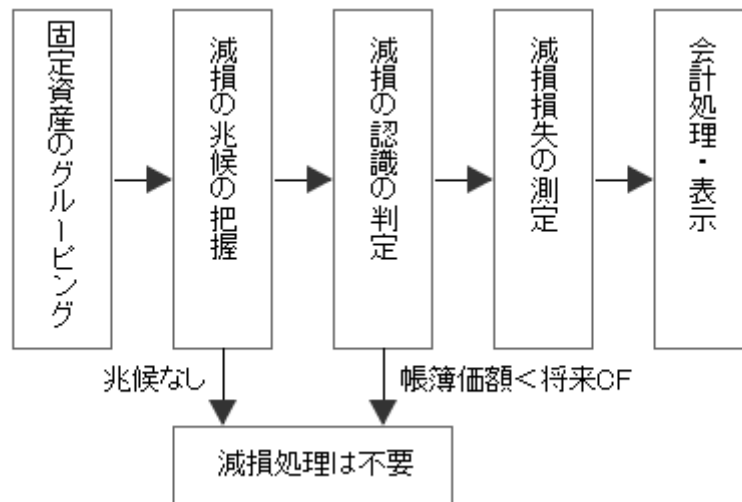 固定資産のグルーピング
減損の兆候の把握
減損の認識の判定
減損損失の測定
会計処理・表示
兆候なし
帳簿価額＜将来CF
減損処理は不要